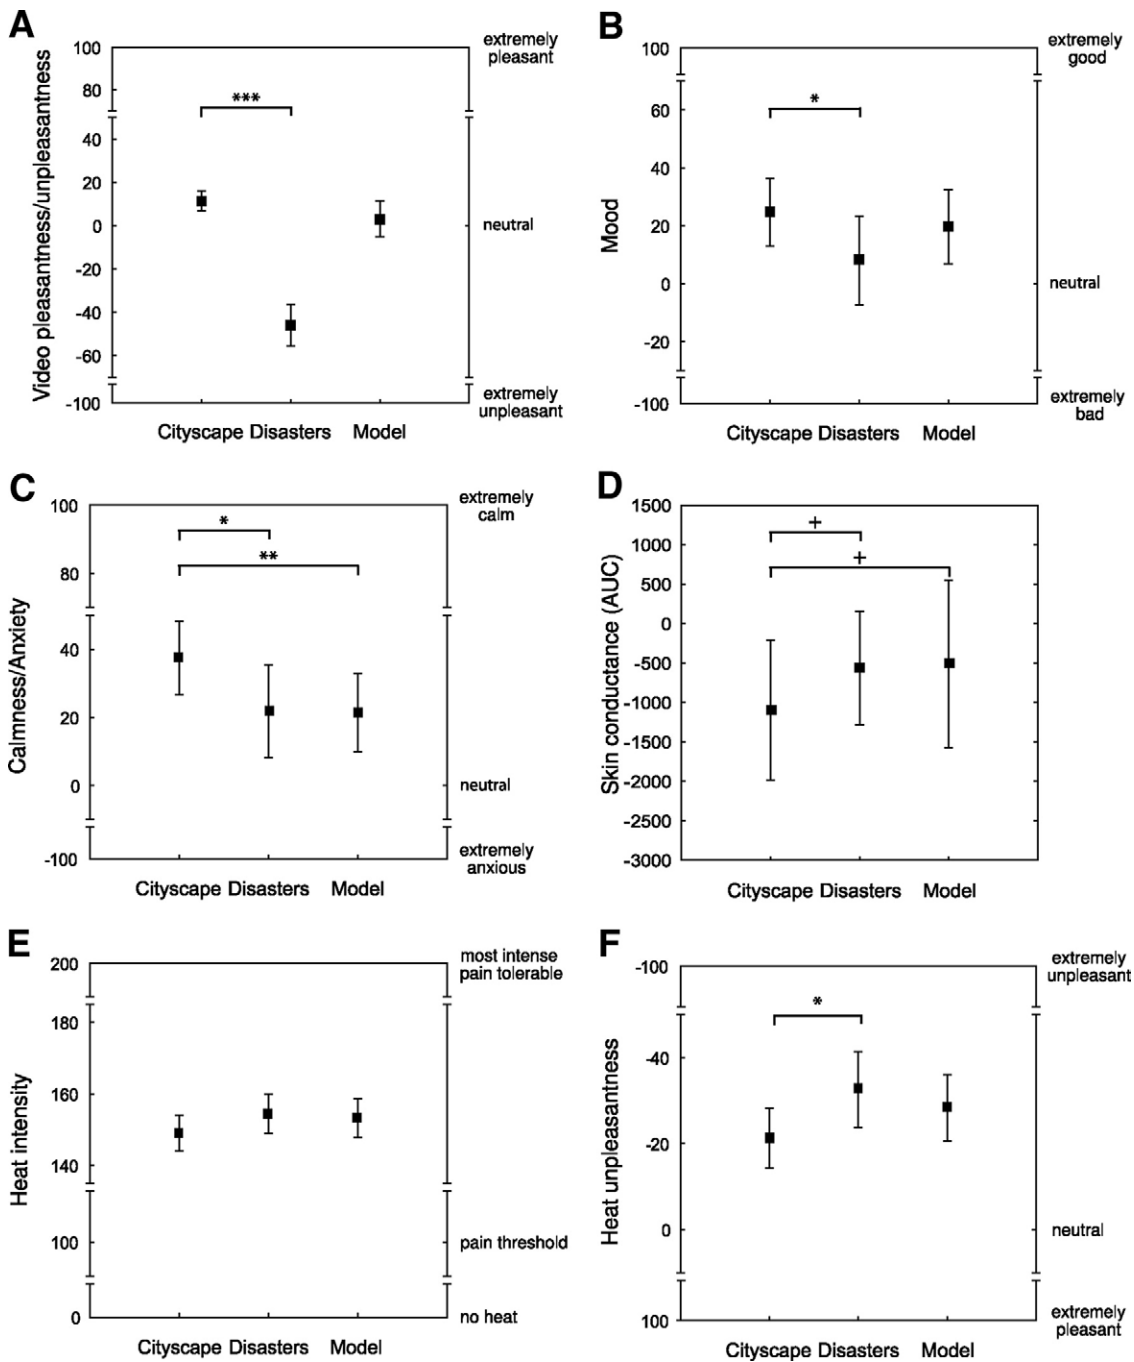 A
Video pleasantness/unpleasantness
100
80
40
20
0
-20
-40
-60
-100
***
extremely
pleasant
neutral
extremely
unpleasant
Cityscape Disasters Model
B
Mood
100
60
40
20
0
-20
-100
*
extremely
good
neutral
extremely
bad
Cityscape Disasters Model
C
Calmness/Anxiety
100
80
40
20
0
-100
*
**
extremely
calm
neutral
extremely
anxious
Cityscape Disasters Model
D
Skin conductance (AUC)
1500
1000
500
0
-500
-1000
-1500
-2000
-2500
-3000
+
+
Cityscape Disasters Model
E
Heat intensity
200
180
160
140
100
0
most intense
pain tolerable
pain threshold
no heat
Cityscape Disasters Model
F
Heat unpleasantness
-100
-40
-20
0
100
*
extremely
unpleasant
neutral
extremely
pleasant
Cityscape Disasters Model